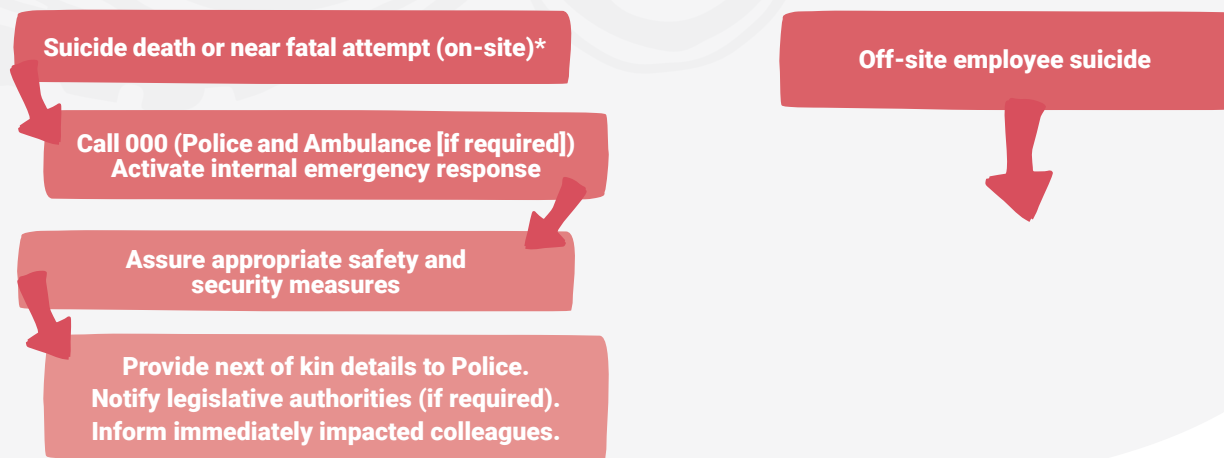 Suicide death or near fatal attempt (on-site)*
Call 000 (Police and Ambulance [if required])
Activate internal emergency response
Assure appropriate safety and
security measures
Provide next of kin details to Police.
Notify legislative authorities (if required).
Inform immediately impacted colleagues.
Off-site employee suicide